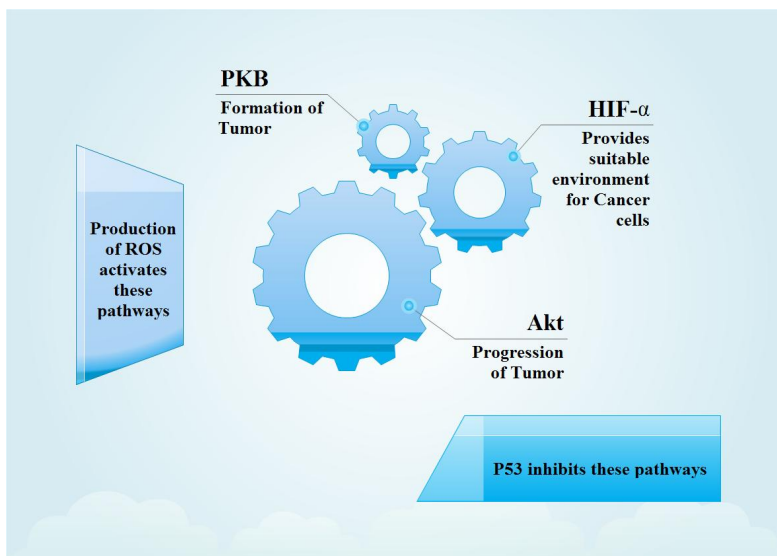 PKB
Formation of
Tumor
HIF-α
Provides
suitable
environment
for Cancer
cells
Production
of ROS
activates
these
pathways
Akt
Progression
of Tumor
P53 inhibits these pathways